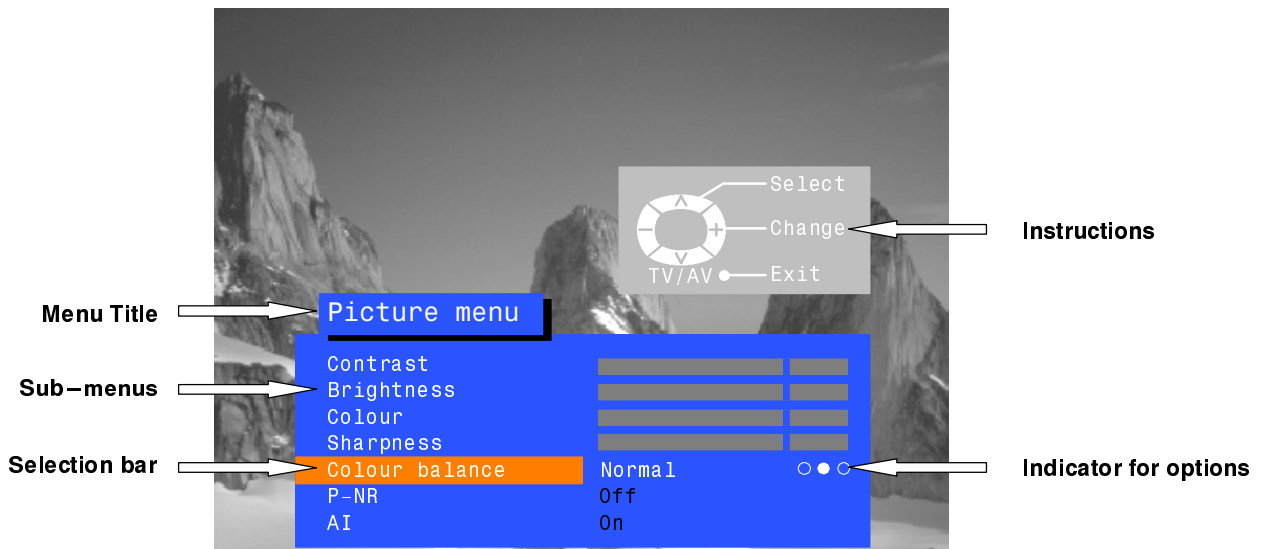 Select
Change
Instructions
TV/AV
Exit
Menu Title
Picture menu
Contrast
Sub–menus
Brightness
Colour
Sharpness
Selection bar
Colour balance
Normal
Indicator for options
P–NR
Off
AI
On